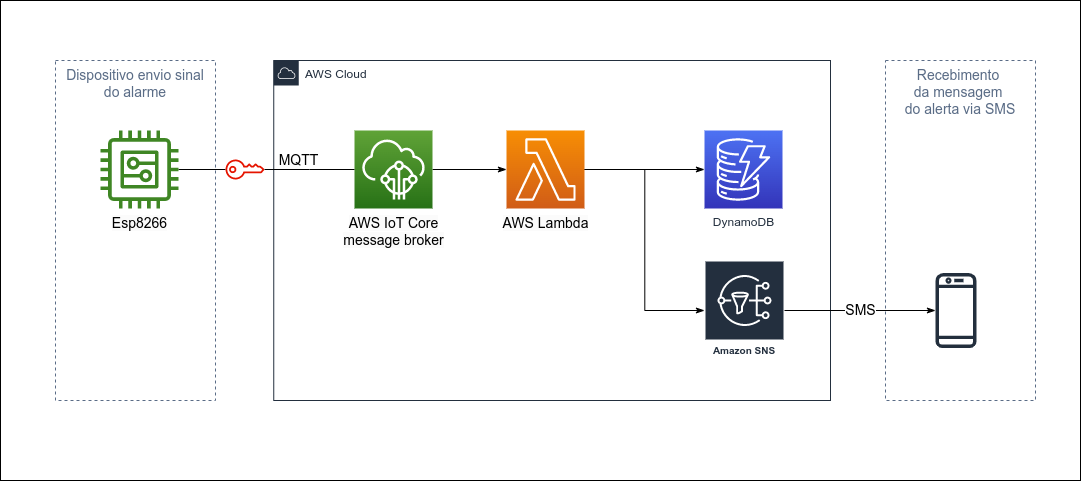 Dispositivo envio sinal
do alarme
Esp8266
MQTT
AWS Cloud
AWS IoT Core
message broker
AWS Lambda
DynamoDB
Amazon SNS
SMS
Recebimento
da mensagem
do alerta via SMS